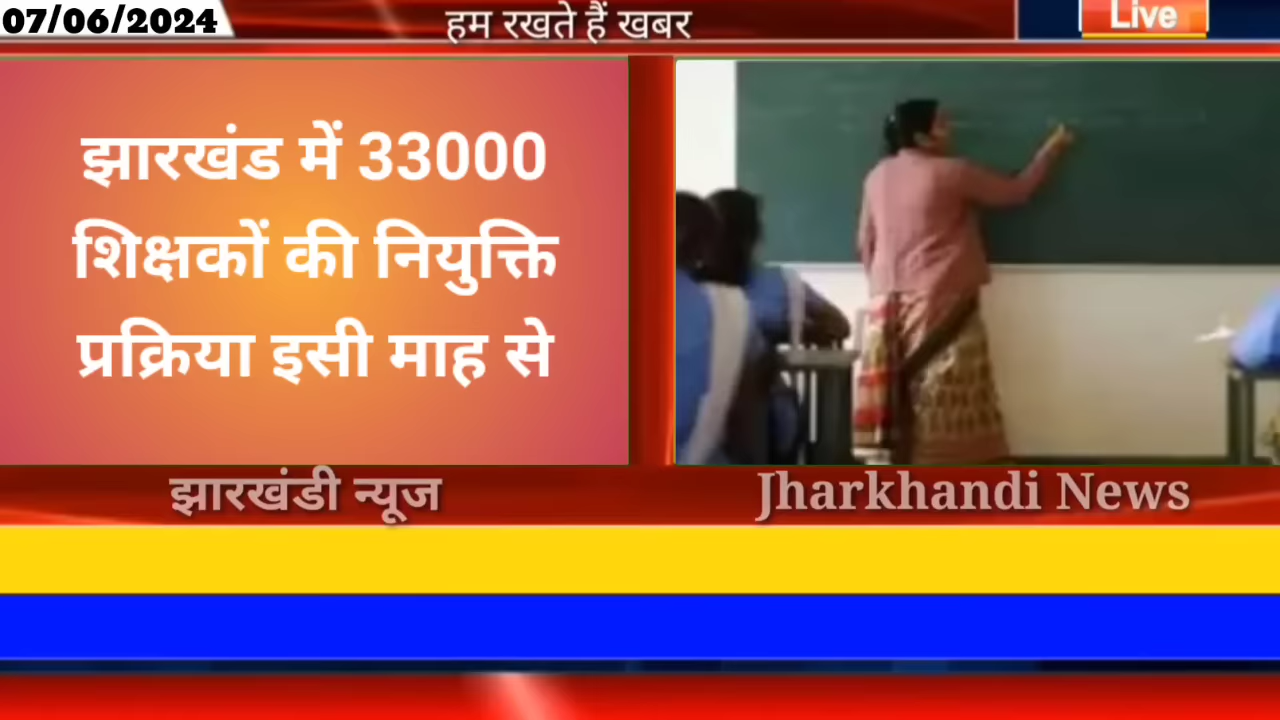 07/06/2024
हम रखते हैं खबर
Live
झारखंड में 33000
शिक्षकों की नियुक्ति
प्रक्रिया इसी माह से
झारखंडी न्यूज
Jharkhandi News